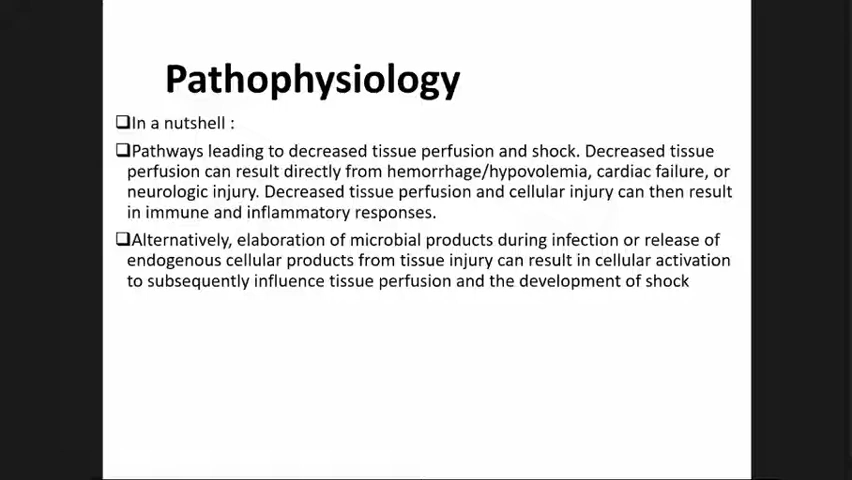 Pathophysiology
❑In a nutshell :
❑Pathways leading to decreased tissue perfusion and shock. Decreased tissue
perfusion can result directly from hemorrhage/hypovolemia, cardiac failure, or
neurologic injury. Decreased tissue perfusion and cellular injury can then result
in immune and inflammatory responses.
❑Alternatively, elaboration of microbial products during infection or release of
endogenous cellular products from tissue injury can result in cellular activation
to subsequently influence tissue perfusion and the development of shock